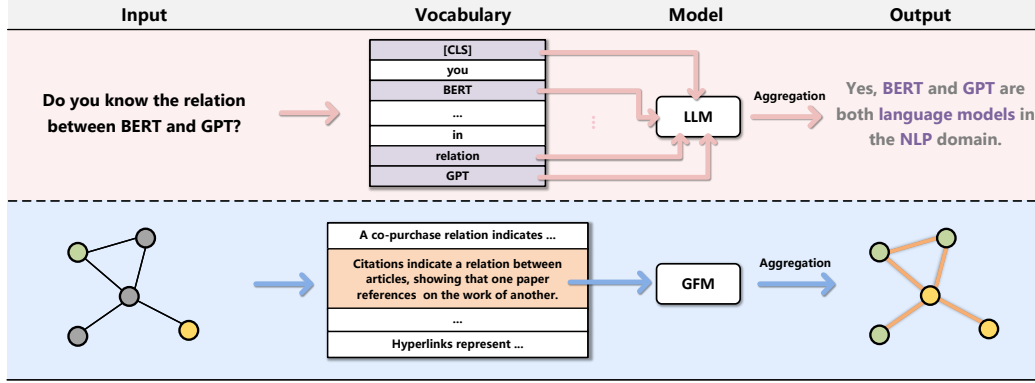 Input Vocabulary Model Output
Do you know the relation
between BERT and GPT?
[CLS]
you
BERT
...
in
relation
GPT
LLM
Aggregation
Yes, BERT and GPT are
both language models in
the NLP domain.
A co-purchase relation indicates ...
Citations indicate a relation between
articles, showing that one paper
references on the work of another.
...
Hyperlinks represent ...
GFM
Aggregation